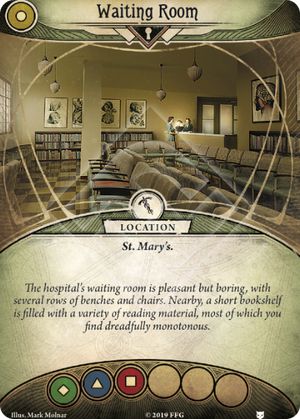 Waiting Room
LOCATION
St. Mary's.
The hospital's waiting room is pleasant but boring, with
several rows of benches and chairs. Nearby, a short bookshelf
is filled with a variety of reading material, most of which you
find dreadfully monotonous.
Illus. Mark Molnar
© 2019 FFG